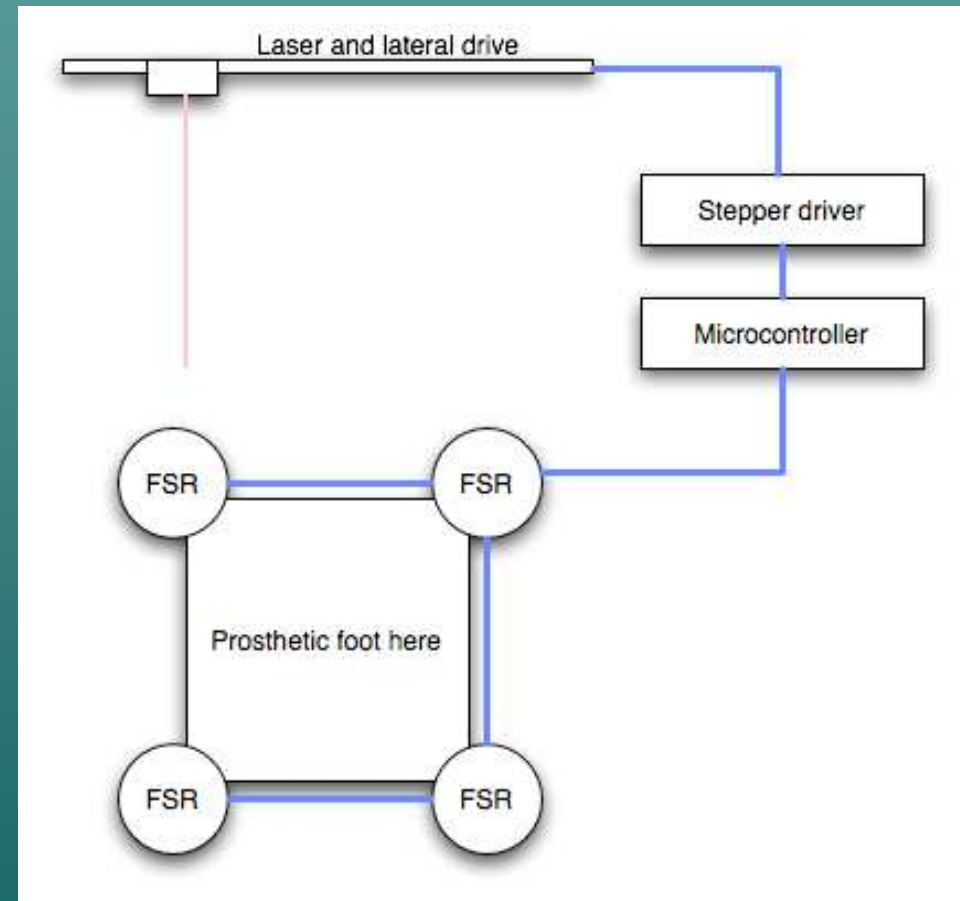 Laser and lateral drive
Stepper driver
Microcontroller
FSR
FSR
Prosthetic foot here
FSR
FSR